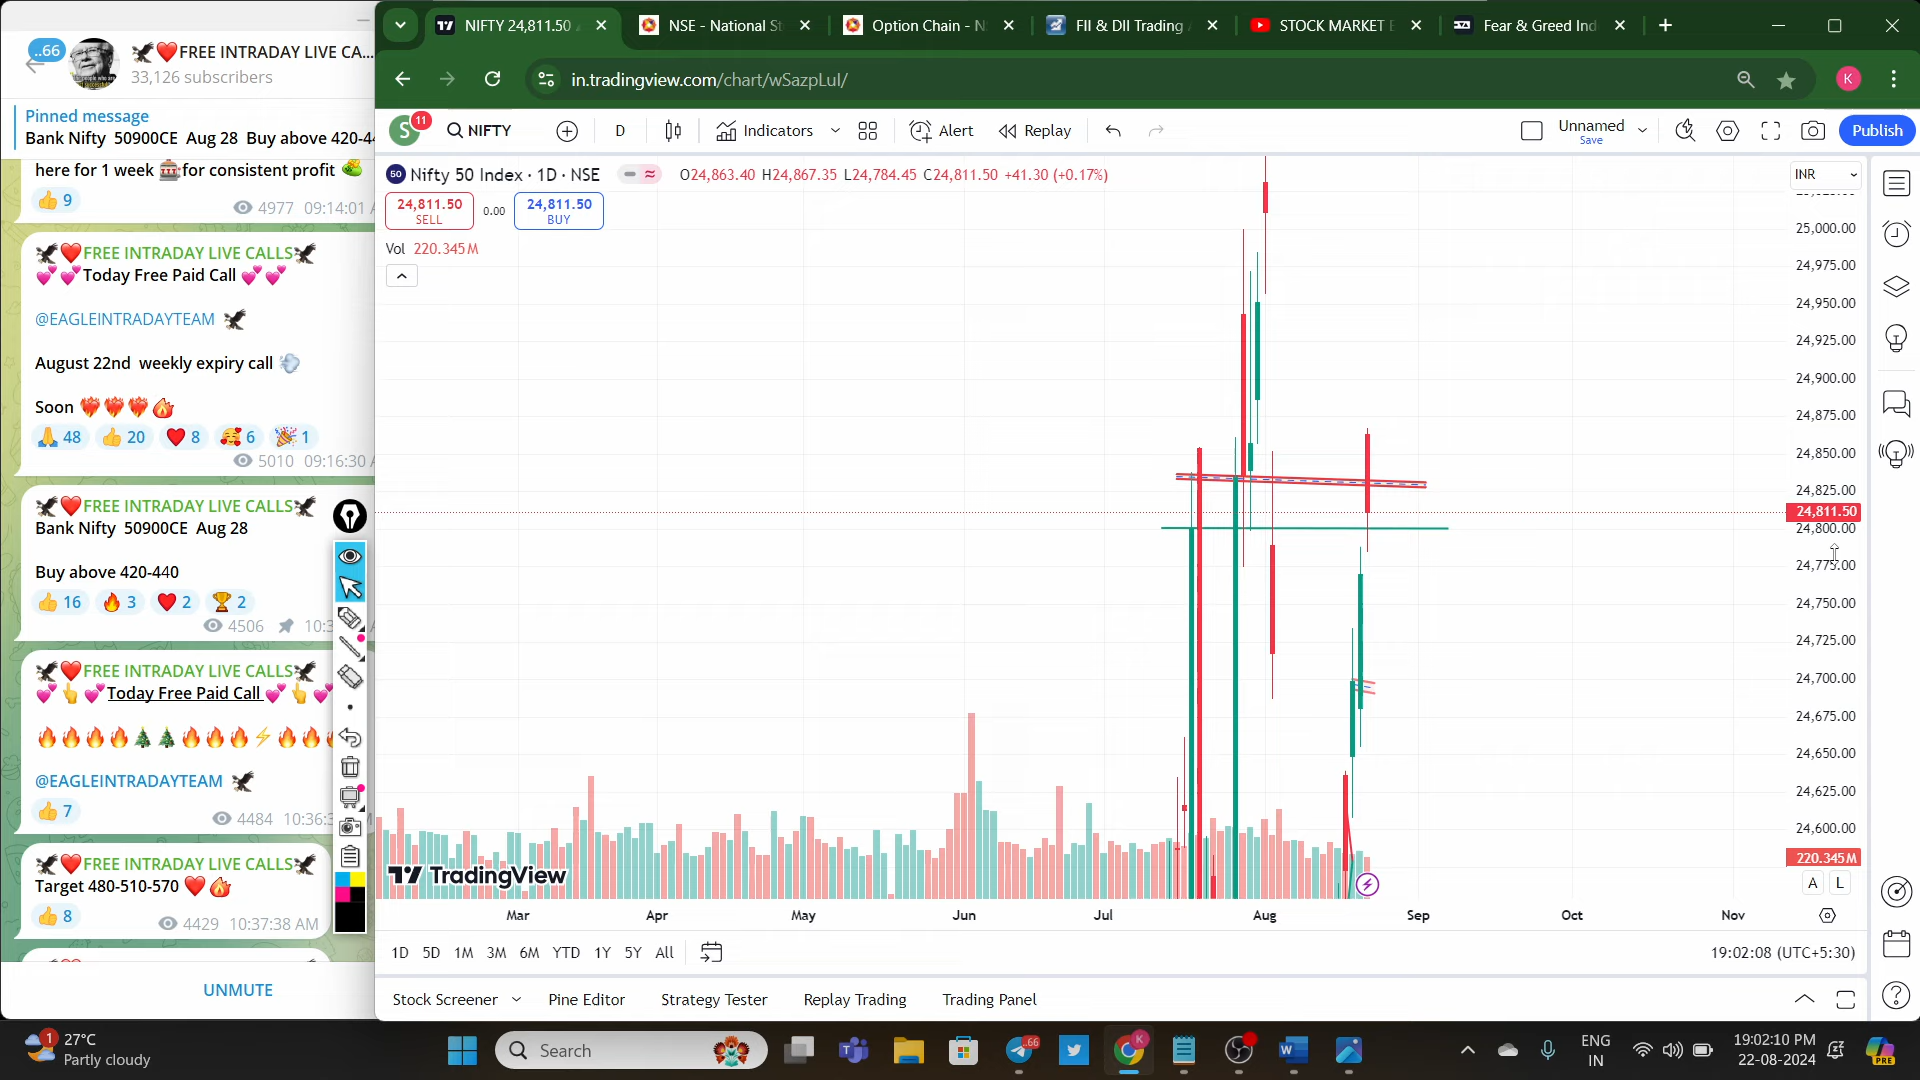 ..66
FREE INTRADAY LIVE CA...
33,126 subscribers
Pinned message
Bank Nifty 50900CE Aug 28 Buy above 420-44
here for 1 week 🎰for consistent profit 🤑
👍 9
4977 09:14:01
🦅❤️FREE INTRADAY LIVE CALLS🦅
💕💕Today Free Paid Call 💕💕
@EAGLEINTRADAYTEAM 🦅
August 22nd weekly expiry call 💨
Soon ❤️‍🔥❤️‍🔥❤️‍🔥🔥
🙏 48 👍 20 ❤️ 8 🥰 6 🎉 1
5010 09:16:30
🦅❤️FREE INTRADAY LIVE CALLS🦅
Bank Nifty 50900CE Aug 28
Buy above 420-440
👍 16 🔥 3 ❤️ 2 🏆 2
4506 10:3
🦅❤️FREE INTRADAY LIVE CALLS🦅
💕👆💕Today Free Paid Call 💕👆💕
🔥🔥🔥🔥🎄🎄🔥🔥🔥⚡🔥🔥
@EAGLEINTRADAYTEAM 🦅
👍 7
4484 10:36:3
🦅❤️FREE INTRADAY LIVE CALLS🦅
Target 480-510-570 ❤️🔥
👍 8
4429 10:37:38 AM
UNMUTE
NIFTY 24,811.50
NSE - National St
Option Chain - N
FII & DII Trading A
STOCK MARKET E
Fear & Greed Ind
in.tradingview.com/chart/wSazpLuI/
K
S
11
NIFTY
D
Indicators
Alert
Replay
Unnamed
Save
Publish
50
Nifty 50 Index · 1D · NSE
O24,863.40 H24,867.35 L24,784.45 C24,811.50 +41.30 (+0.17%)
INR
24,811.50
SELL
0.00
24,811.50
BUY
Vol 220.345M
25,000.00
24,975.00
24,950.00
24,925.00
24,900.00
24,875.00
24,850.00
24,825.00
24,811.50
24,800.00
24,775.00
24,750.00
24,725.00
24,700.00
24,675.00
24,650.00
24,625.00
24,600.00
220.345M
A L
TradingView
Mar Apr May Jun Jul Aug Sep Oct Nov
1D 5D 1M 3M 6M YTD 1Y 5Y All
19:02:08 (UTC+5:30)
Stock Screener Pine Editor Strategy Tester Replay Trading Trading Panel
1
27°C
Partly cloudy
Search
..66
K
W
ENG
IN
19:02:10 PM
22-08-2024
PRE